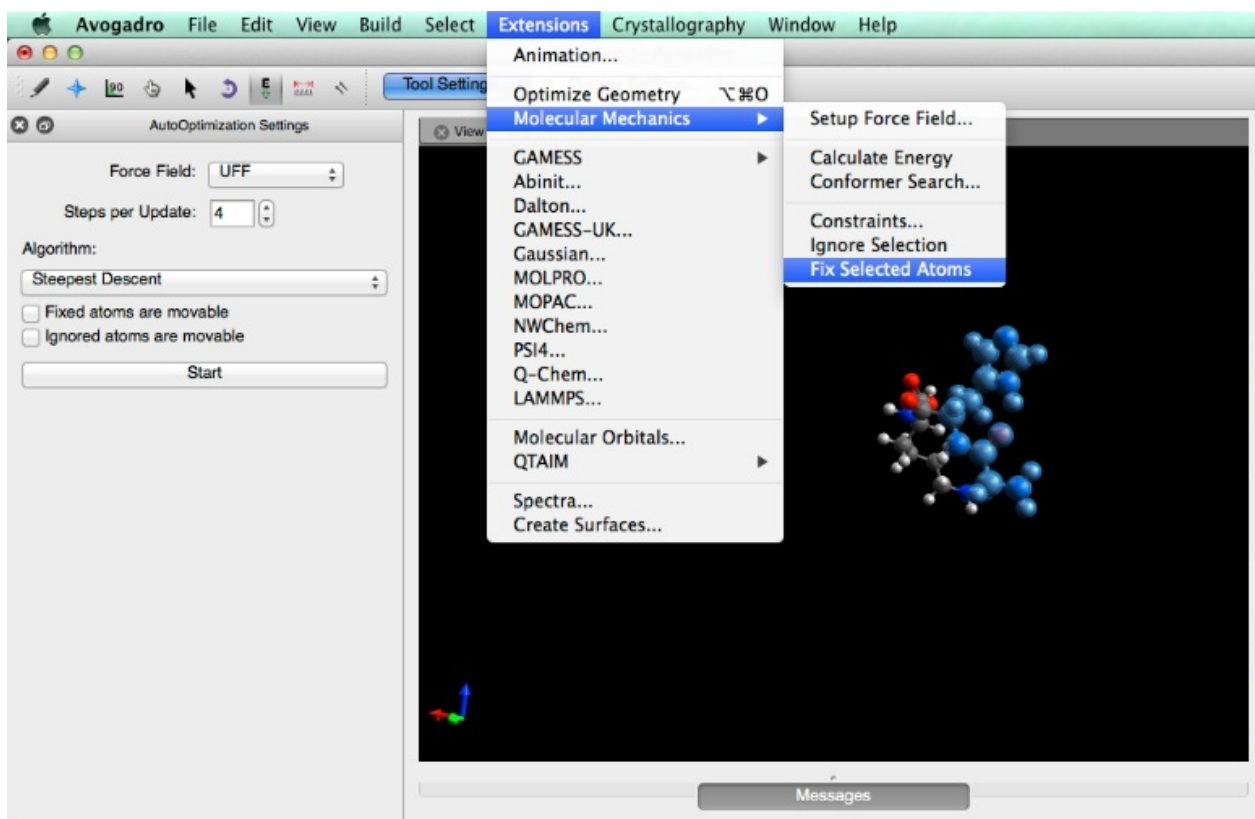 Avogadro File Edit View Build Select Extensions Crystallography Window Help
Tool Setting
AutoOptimization Settings
Force Field: UFF
Steps per Update: 4
Algorithm:
Steepest Descent
Fixed atoms are movable
Ignored atoms are movable
Start
Animation...
Optimize Geometry ⌥⌘O
Molecular Mechanics
GAMESS
Abinit...
Dalton...
GAMESS-UK...
Gaussian...
MOLPRO...
MOPAC...
NWChem...
PSI4...
Q-Chem...
LAMMPS...
Molecular Orbitals...
QTAIM
Spectra...
Create Surfaces...
Setup Force Field...
Calculate Energy
Conformer Search...
Constraints...
Ignore Selection
Fix Selected Atoms
View
Messages